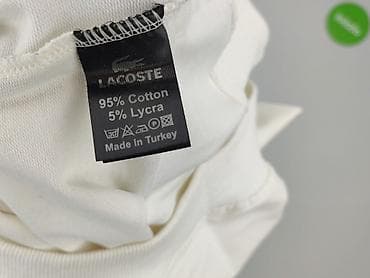 LACOSTE
95% Cotton
5% Lycra
Made in Turkey